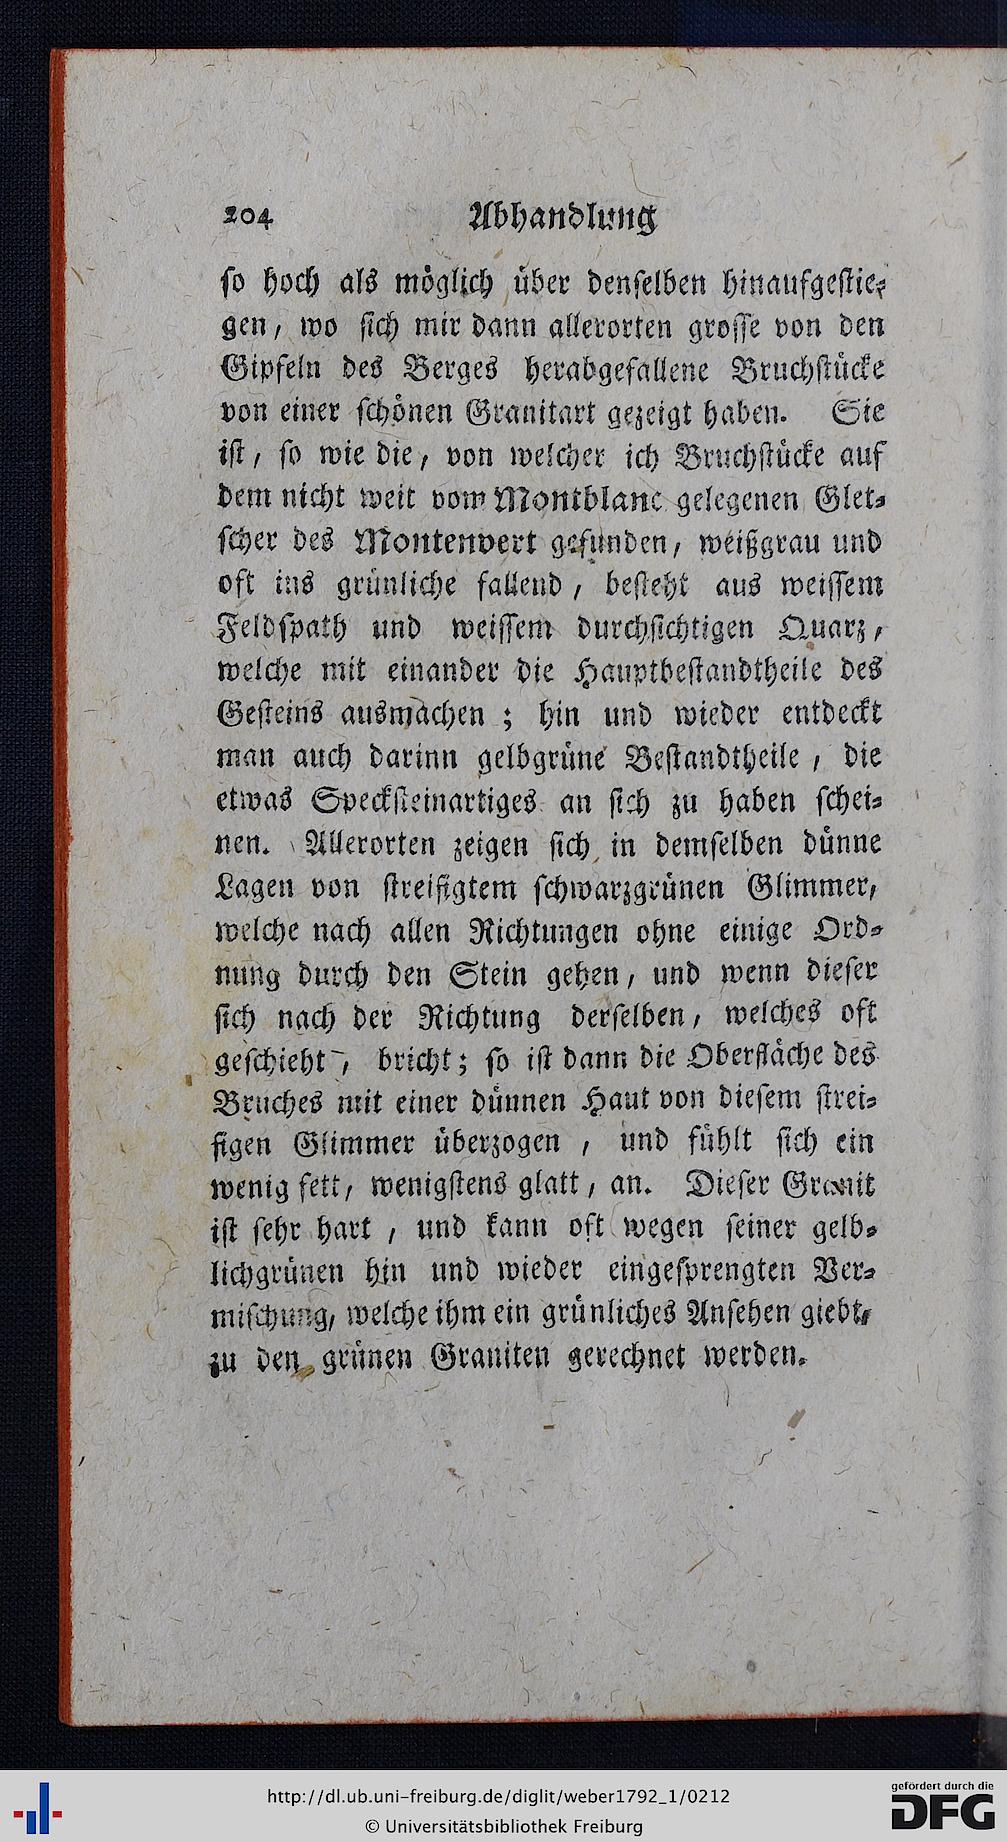 204 Abhandlung
so hoch als möglich über denselben hinaufgestie-
gen, wo sich mir dann allerorten grosse von den
Gipfeln des Berges herabgefallene Bruchstücke
von einer schönen Granitart gezeigt haben. Sie
ist, so wie die, von welcher ich Bruchstücke auf
dem nicht weit vom Montblanc gelegenen Glet-
scher des Montenvert gefunden, weißgrau und
oft ins grünliche fallend, besteht aus weissem
Feldspath und weissem durchsichtigen Quarz,
welche mit einander die Hauptbestandtheile des
Gesteins ausmachen; hin und wieder entdeckt
man auch darinn gelbgrüne Bestandtheile, die
etwas Specksteinartiges an sich zu haben schei-
nen. Allerorten zeigen sich in demselben dünne
Lagen von streifigtem schwarzgrünen Glimmer,
welche nach allen Richtungen ohne einige Ord-
nung durch den Stein gehen, und wenn dieser
sich nach der Richtung derselben, welches oft
geschieht, bricht; so ist dann die Oberfläche des
Bruches mit einer dünnen Haut von diesem strei-
figen Glimmer überzogen, und fühlt sich ein
wenig fett, wenigstens glatt, an. Dieser Granit
ist sehr hart, und kann oft wegen seiner gelb-
lichgrünen hin und wieder eingesprengten Ver-
mischung, welche ihm ein grünliches Ansehen giebt,
zu den grünen Graniten gerechnet werden.
http://dl.ub.uni-freiburg.de/diglit/weber1792_1/0212
© Universitätsbibliothek Freiburg
gefördert durch die
DFG